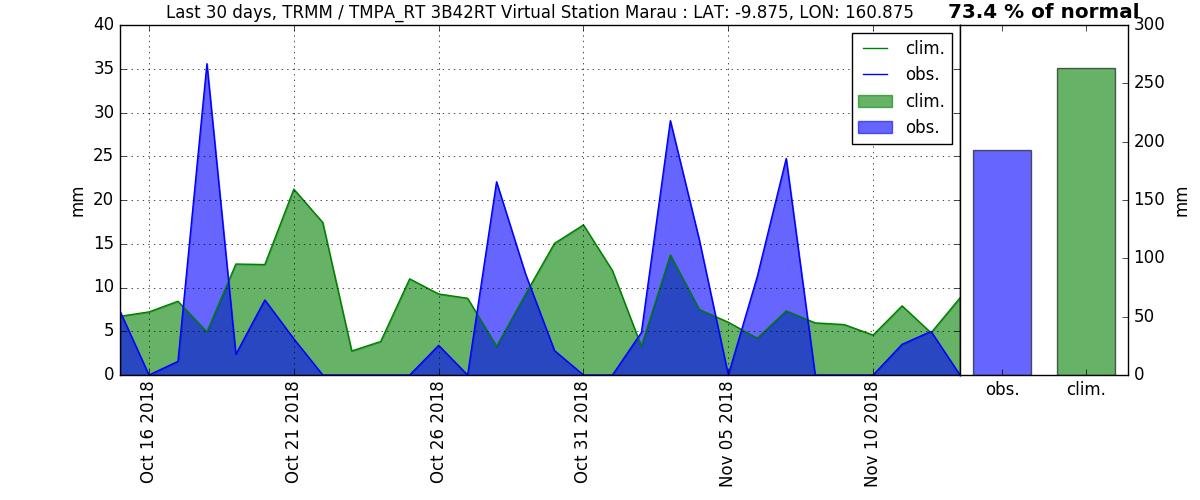 Last 30 days, TRMM / TMPA_RT 3B42RT Virtual Station Marau : LAT: -9.875, LON: 160.875
73.4 % of normal
40
35
30
25
20
15
10
5
0
mm
clim.
obs.
clim.
obs.
Oct 16 2018
Oct 21 2018
Oct 26 2018
Oct 31 2018
Nov 05 2018
Nov 10 2018
300
250
200
150
100
50
0
mm
obs.
clim.